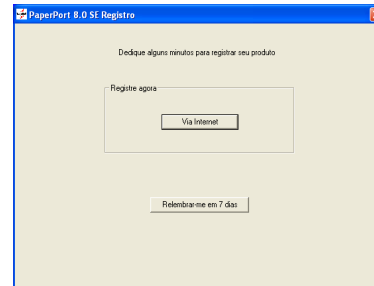 PaperPort 8.0 SE Registro
Dedique alguns minutos para registrar seu produto
Registre agora
Via Internet
Relembrar-me em 7 dias